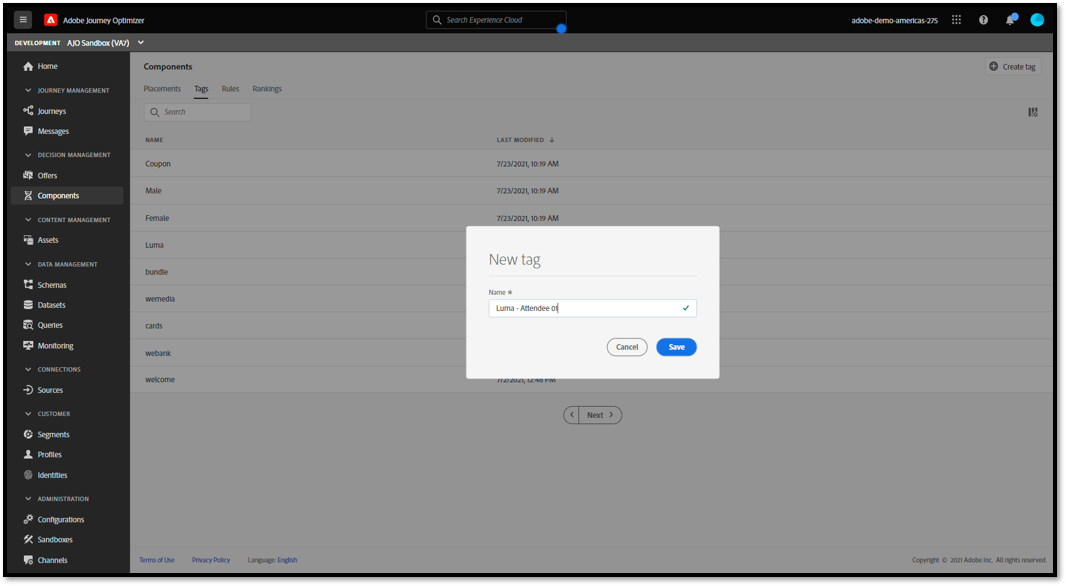 Adobe Journey Optimizer
Search Experience Cloud
adobe-demo-americas-275
DEVELOPMENT AJO Sandbox (VA7)
Home
JOURNEY MANAGEMENT
Journeys
Messages
DECISION MANAGEMENT
Offers
Components
CONTENT MANAGEMENT
Assets
DATA MANAGEMENT
Schemas
Datasets
Queries
Monitoring
CONNECTIONS
Sources
CUSTOMER
Segments
Profiles
Identities
ADMINISTRATION
Configurations
Sandboxes
Channels
Components
Create tag
Placements Tags Rules Rankings
Search
NAME LAST MODIFIED
Coupon 7/23/2021, 10:19 AM
Male 7/23/2021, 10:19 AM
Female 7/23/2021, 10:19 AM
Luma
bundle
wemedia
cards
webank
welcome 7/2/2021, 12:48 PM
New tag
Name *
Luma - Attendee 01
Cancel Save
Next
Terms of Use Privacy Policy Language: English
Copyright © 2021 Adobe Inc. All rights reserved.